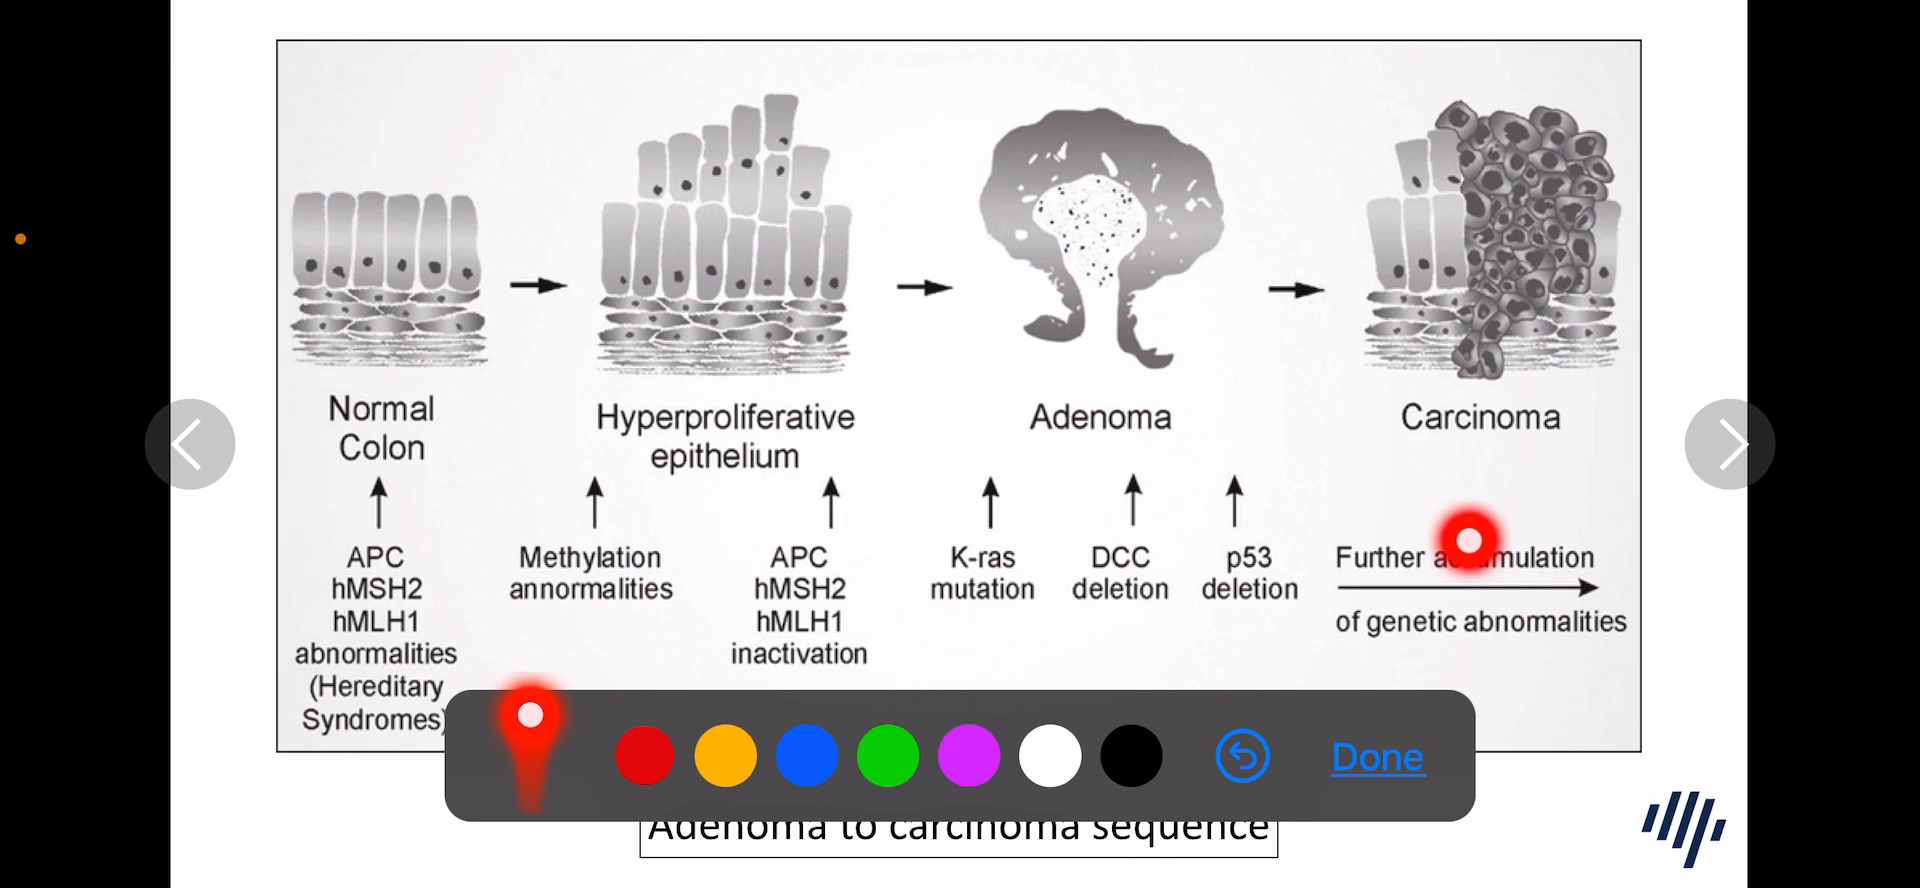 Normal
Colon
Hyperproliferative
epithelium
Adenoma
Carcinoma
APC
hMSH2
hMLH1
abnormalities
(Hereditary
Syndromes)
Methylation
annormalities
APC
hMSH2
hMLH1
inactivation
K-ras
mutation
DCC
deletion
p53
deletion
Further accumulation
of genetic abnormalities
Done
Adenoma to carcinoma sequence